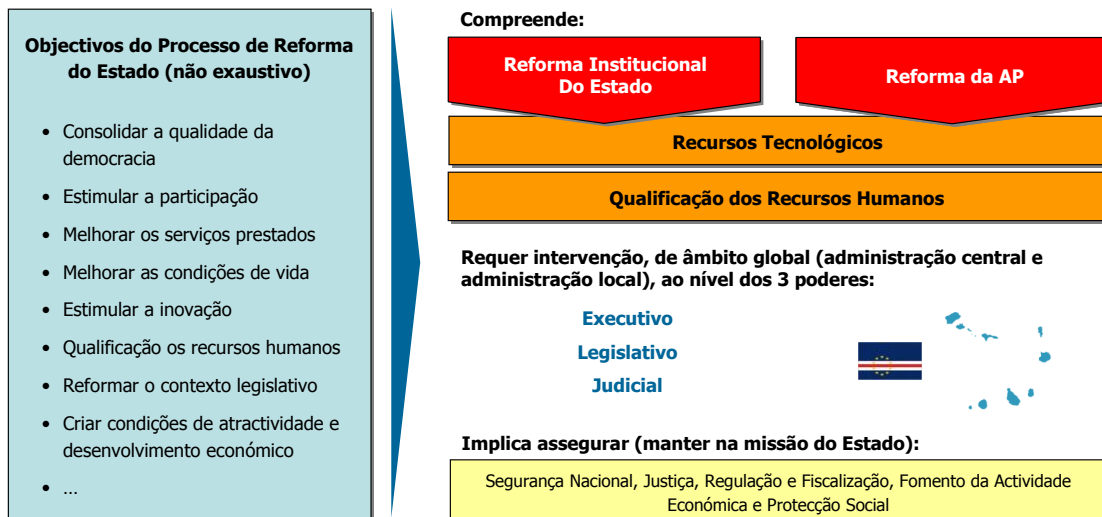 Objectivos do Processo de Reforma
do Estado (não exaustivo)
• Consolidar a qualidade da
democracia
• Estimular a participação
• Melhorar os serviços prestados
• Melhorar as condições de vida
• Estimular a inovação
• Qualificação os recursos humanos
• Reformar o contexto legislativo
• Criar condições de atractividade e
desenvolvimento económico
• ...
Compreende:
Reforma Institucional
Do Estado
Reforma da AP
Recursos Tecnológicos
Qualificação dos Recursos Humanos
Requer intervenção, de âmbito global (administração central e
administração local), ao nível dos 3 poderes:
Executivo
Legislativo
Judicial
Implica assegurar (manter na missão do Estado):
Segurança Nacional, Justiça, Regulação e Fiscalização, Fomento da Actividade
Económica e Protecção Social